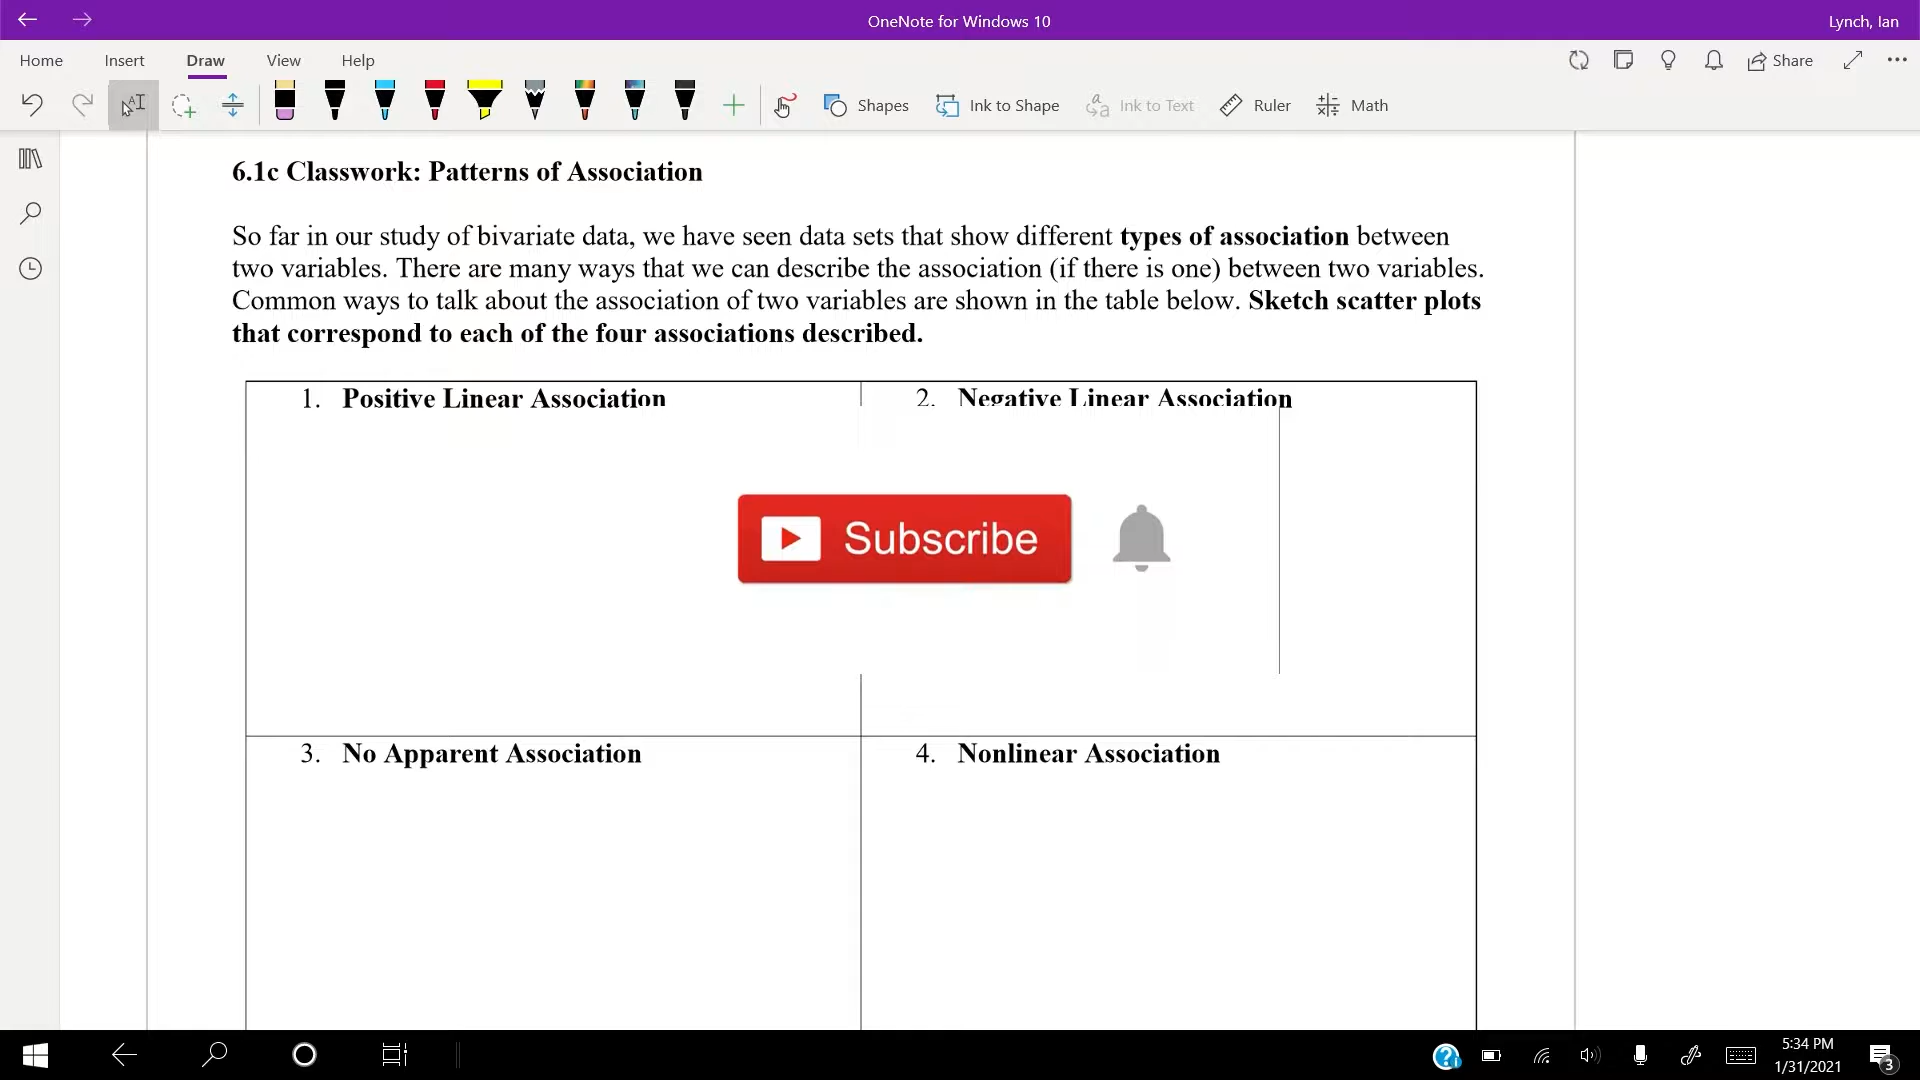 OneNote for Windows 10
Lynch, Ian
Home Insert Draw View Help
Share
Shapes Ink to Shape Ink to Text Ruler Math
6.1c Classwork: Patterns of Association
So far in our study of bivariate data, we have seen data sets that show different types of association between
two variables. There are many ways that we can describe the association (if there is one) between two variables.
Common ways to talk about the association of two variables are shown in the table below. Sketch scatter plots
that correspond to each of the four associations described.
1. Positive Linear Association
2. Negative Linear Association
Subscribe
3. No Apparent Association
4. Nonlinear Association
5:34 PM
1/31/2021
3